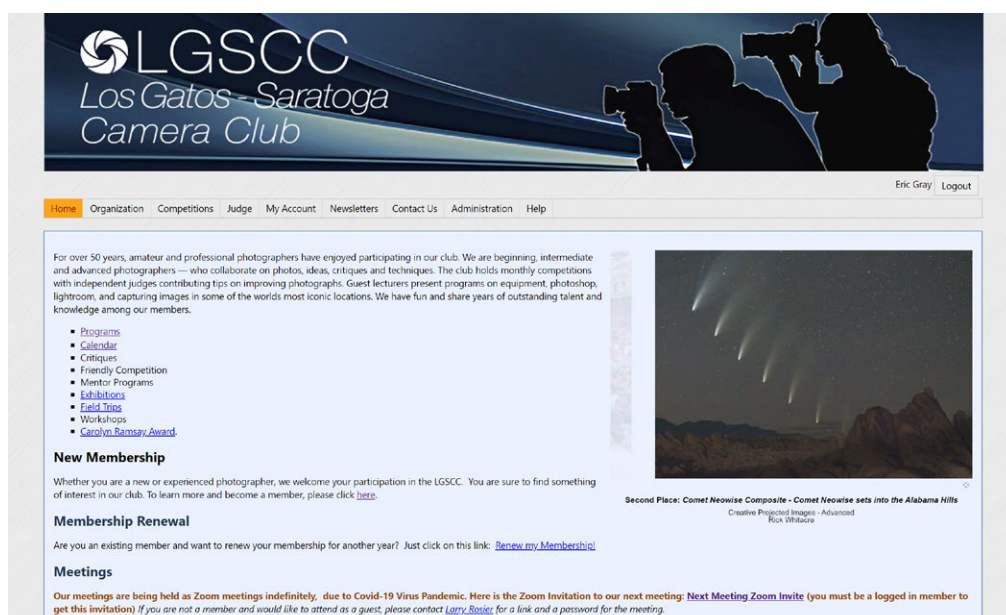 LGSCC
Los Gatos - Saratoga
Camera Club
Eric Gray Logout
Home Organization Competitions Judge My Account Newsletters Contact Us Administration Help
For over 50 years, amateur and professional photographers have enjoyed participating in our club. We are beginning, intermediate
and advanced photographers — who collaborate on photos, ideas, critiques and techniques. The club holds monthly competitions
with independent judges contributing tips on improving photographs. Guest lecturers present programs on equipment, photoshop,
lightroom, and capturing images in some of the worlds most iconic locations. We have fun and share years of outstanding talent and
knowledge among our members.
Programs
Calendar
Critiques
Friendly Competition
Mentor Programs
Exhibitions
Field Trips
Workshops
Carolyn Ramsay Award.
New Membership
Whether you are a new or experienced photographer, we welcome your participation in the LGSCC. You are sure to find something
of interest in our club. To learn more and become a member, please click here.
Second Place: Comet Neowise Composite - Comet Neowise sets into the Alabama Hills
Creative Projected Images - Advanced
Rick Whitacre
Membership Renewal
Are you an existing member and want to renew your membership for another year? Just click on this link: Renew my Membership!
Meetings
Our meetings are being held as Zoom meetings indefinitely, due to Covid-19 Virus Pandemic. Here is the Zoom Invitation to our next meeting: Next Meeting Zoom Invite (you must be a logged in member to
get this invitation) If you are not a member and would like to attend as a guest, please contact Larry Rosier for a link and a password for the meeting.